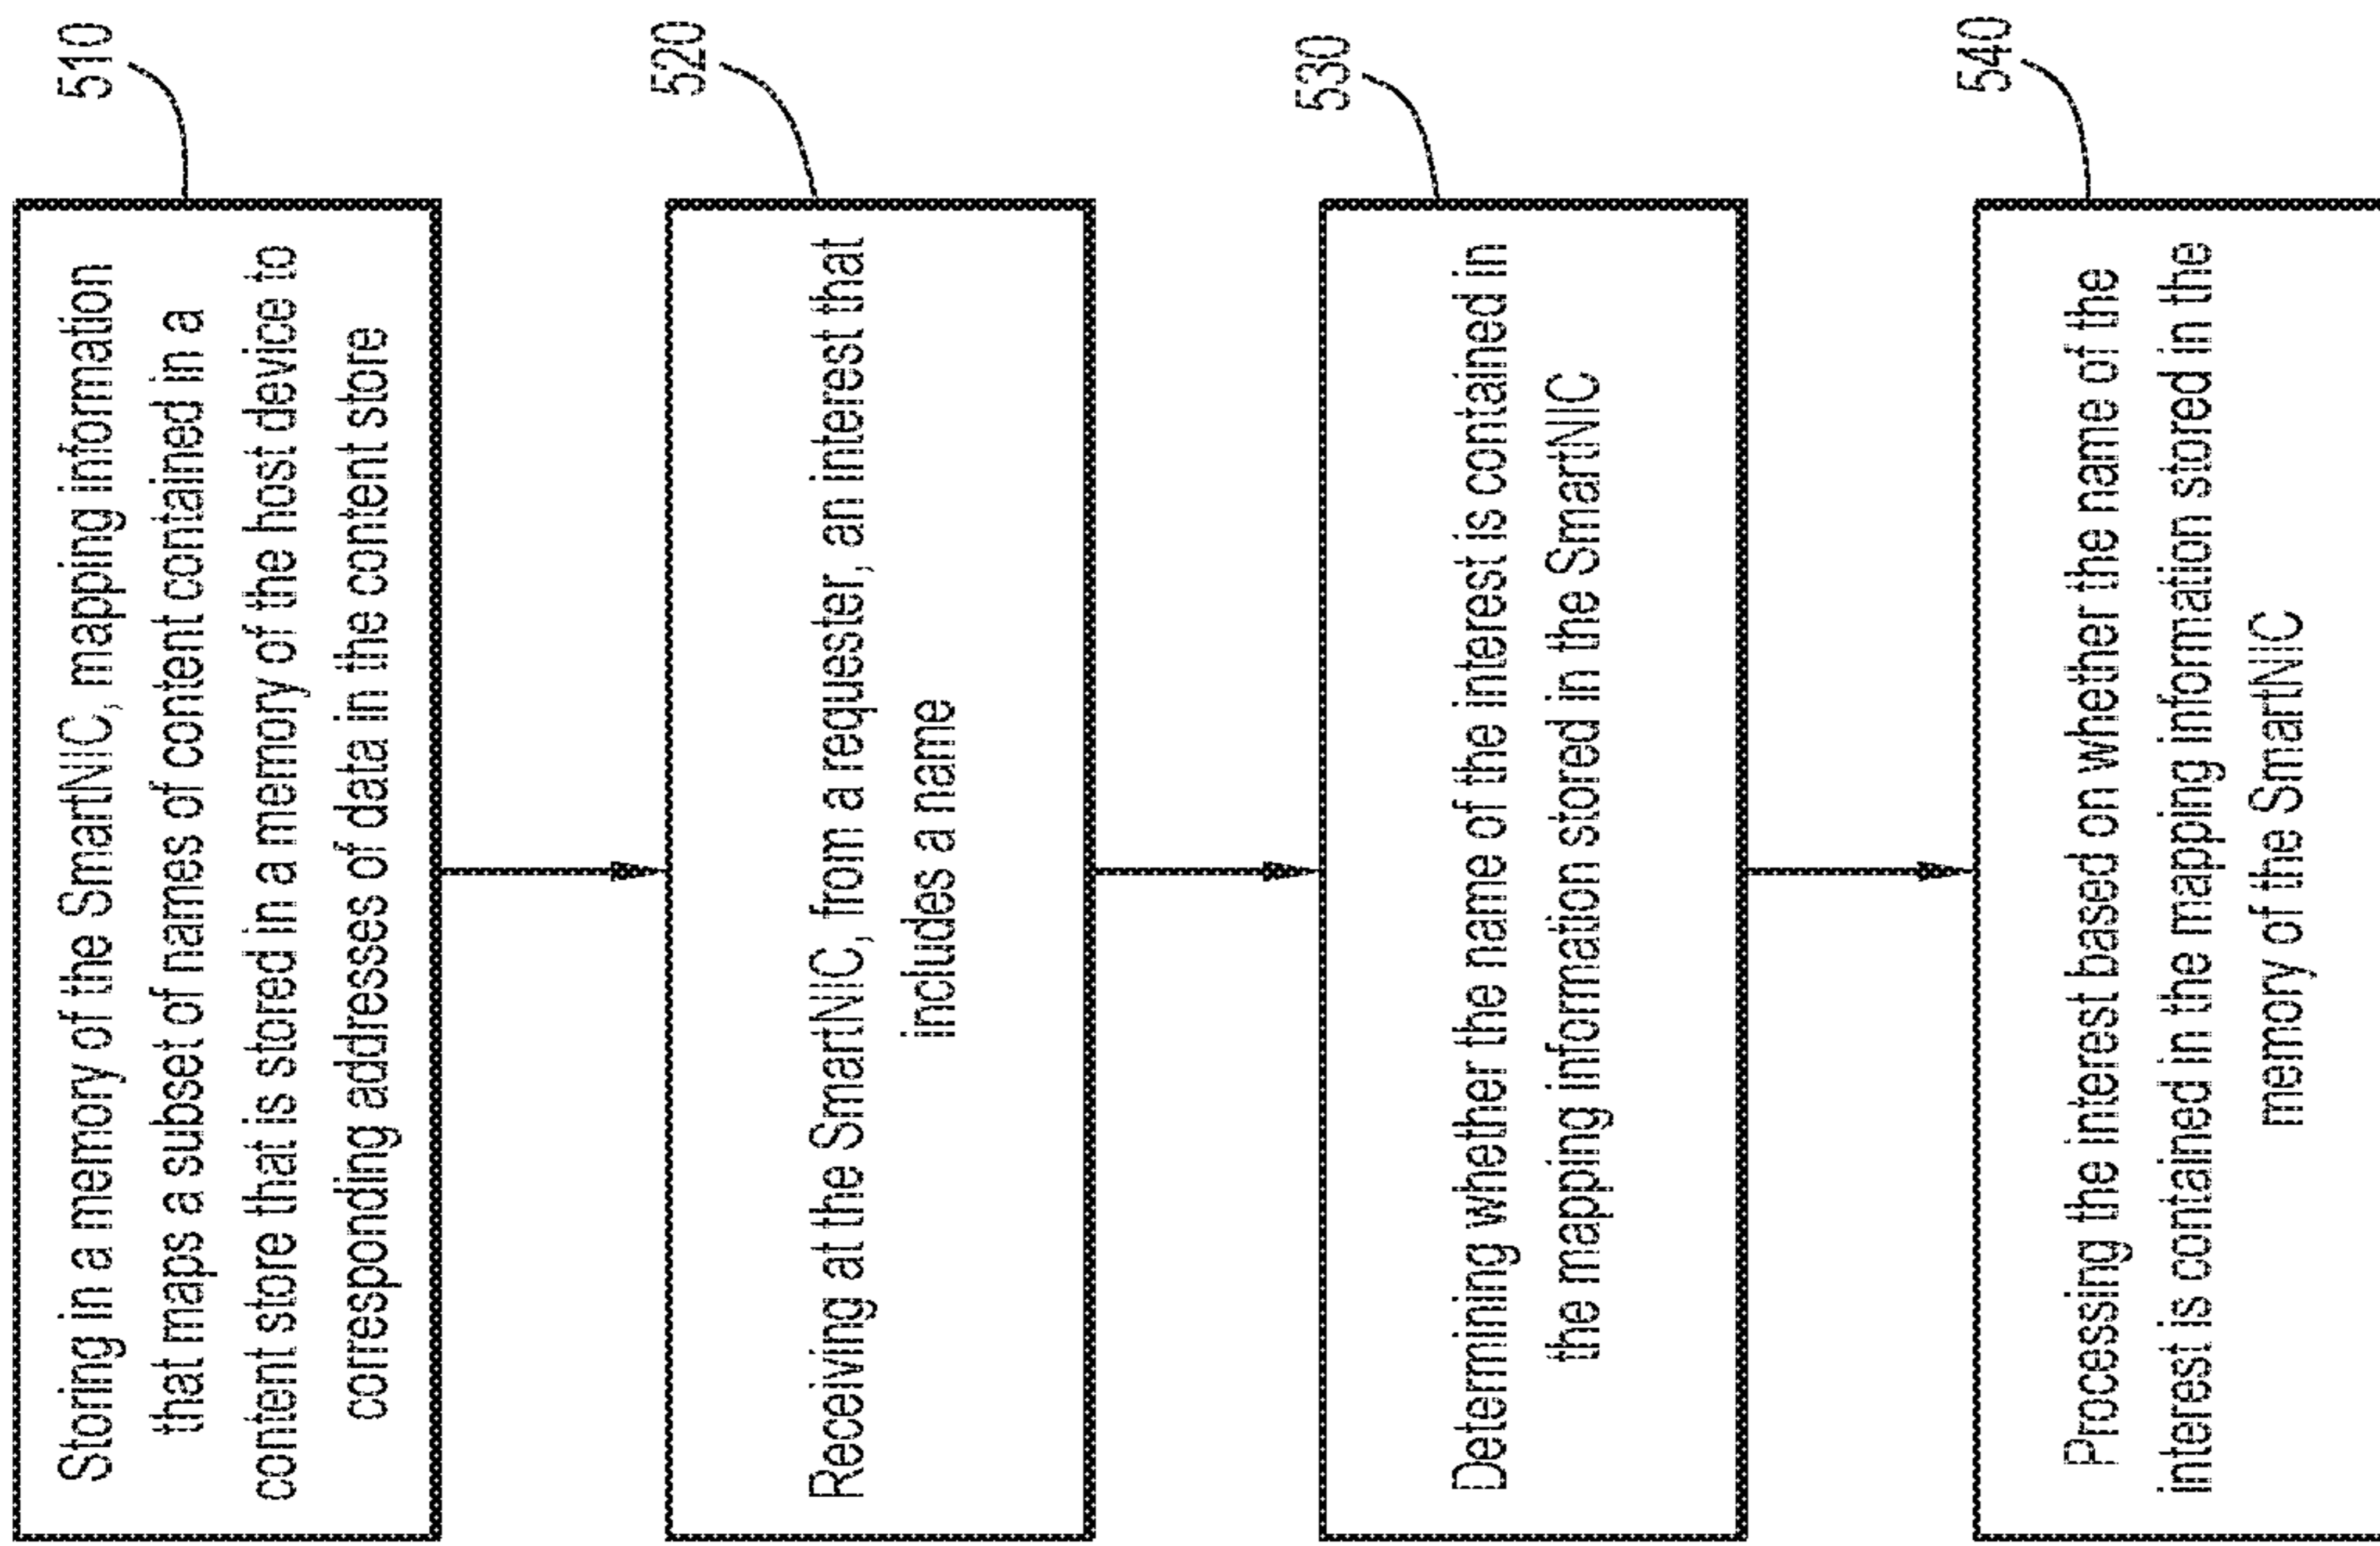 510
Storing in a memory of the SmartNIC, mapping information
that maps a subset of names of content contained in a
content store that is stored in a memory of the host device to
corresponding addresses of data in the content store
520
Receiving at the SmartNIC, from a requester, an interest that
includes a name
530
Determining whether the name of the interest is contained in
the mapping information stored in the SmartNIC
540
Processing the interest based on whether the name of the
interest is contained in the mapping information stored in the
memory of the SmartNIC